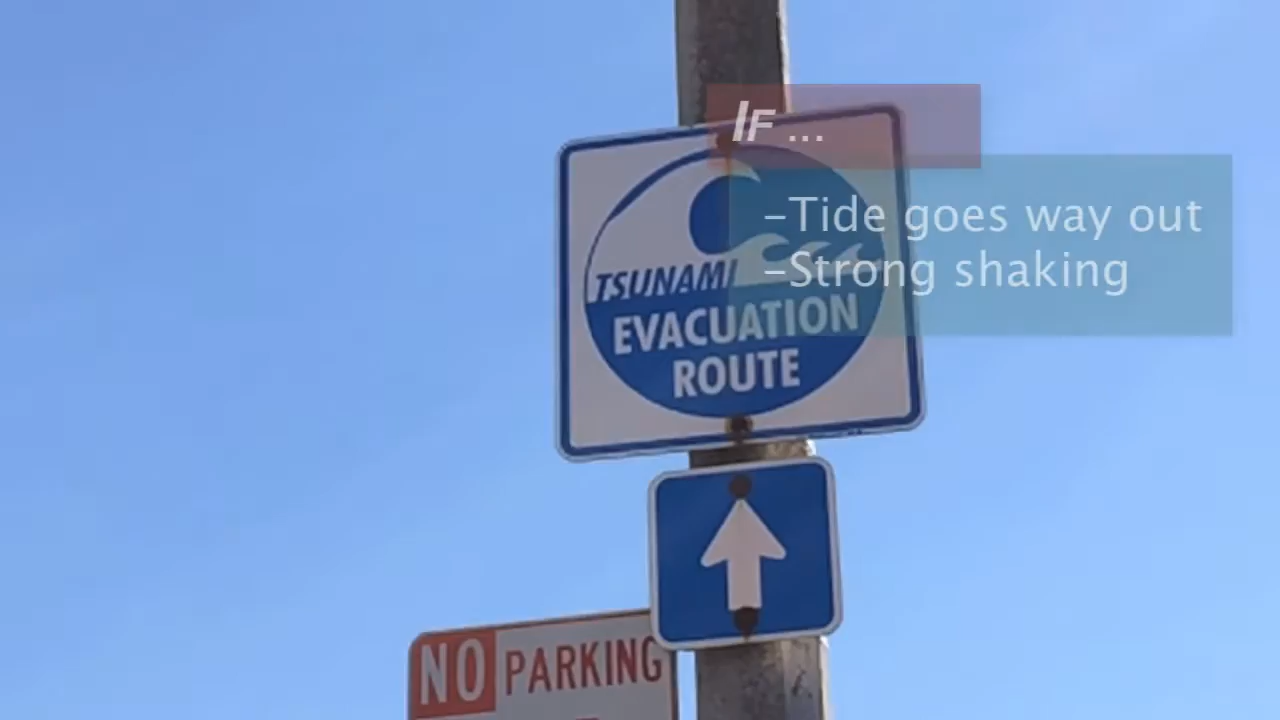 IF ...
-Tide goes way out
-Strong shaking
TSUNAMI
EVACUATION
ROUTE
NO PARKING